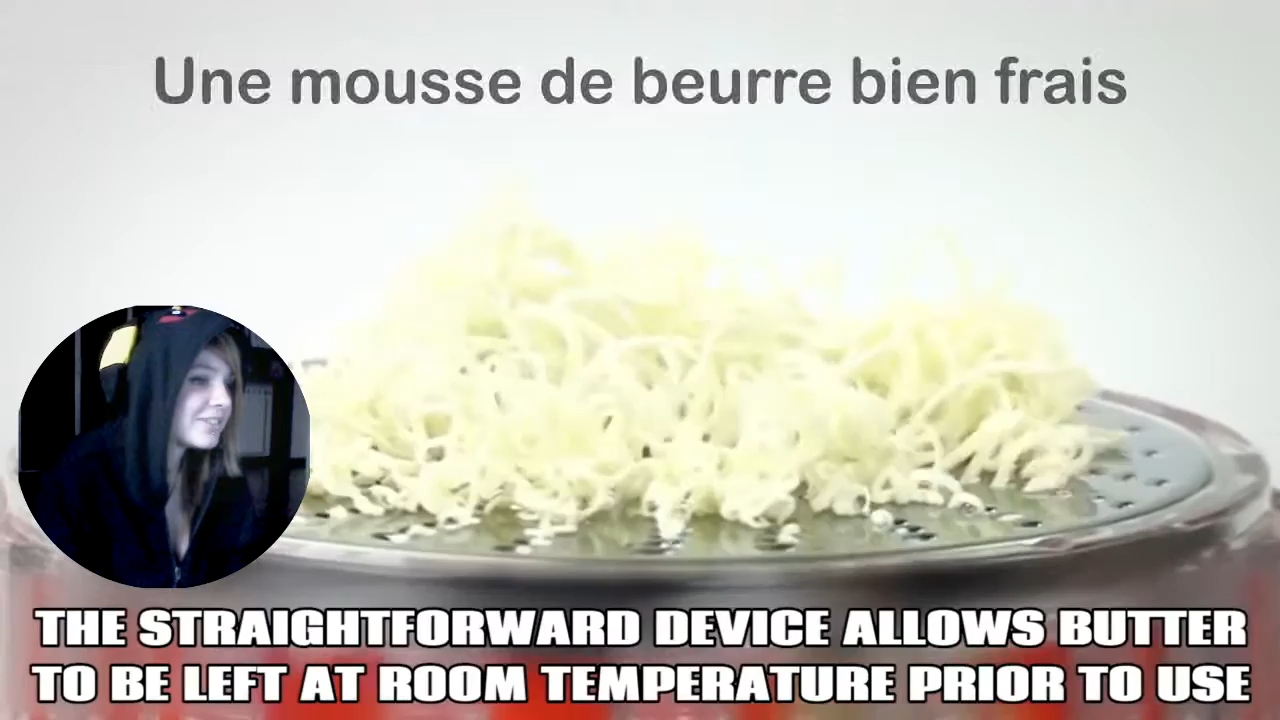 Une mousse de beurre bien frais
THE STRAIGHTFORWARD DEVICE ALLOWS BUTTER
TO BE LEFT AT ROOM TEMPERATURE PRIOR TO USE